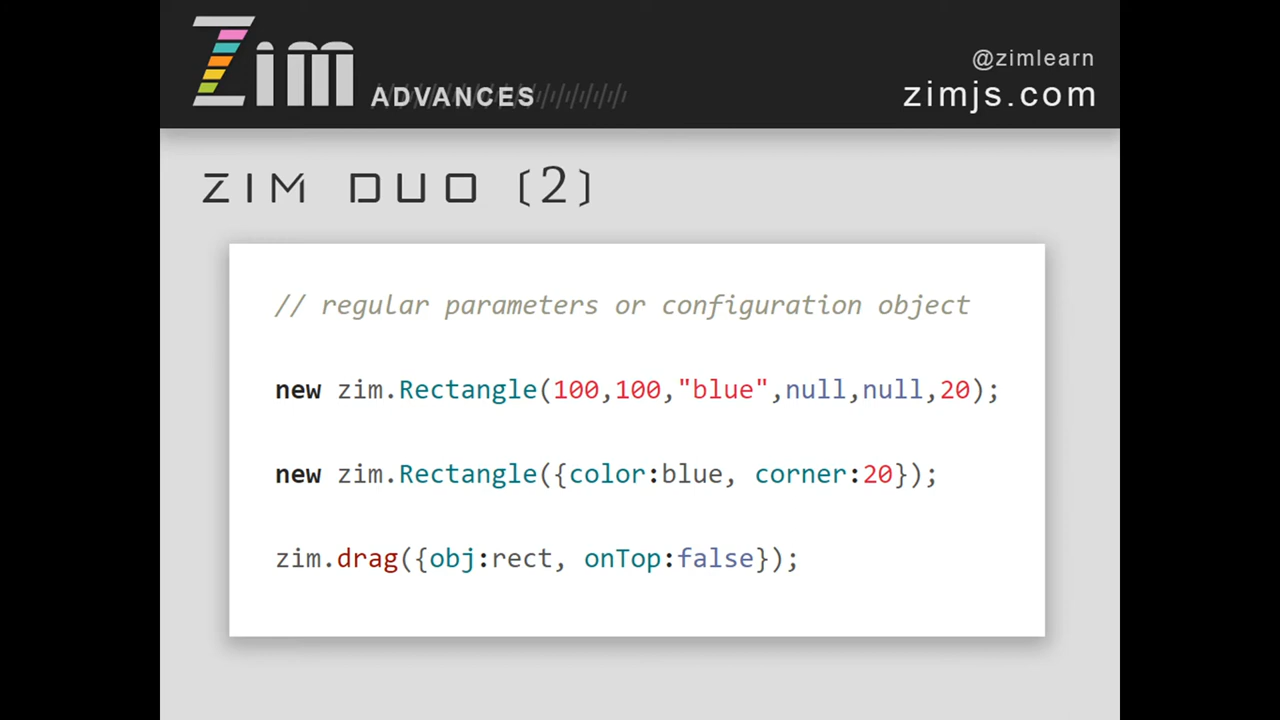 Zim ADVANCES
@zimlearn
zimjs.com
ZIM DUO (2)
// regular parameters or configuration object
new zim.Rectangle(100,100,"blue",null,null,20);
new zim.Rectangle({color:blue, corner:20});
zim.drag({obj:rect, onTop:false});